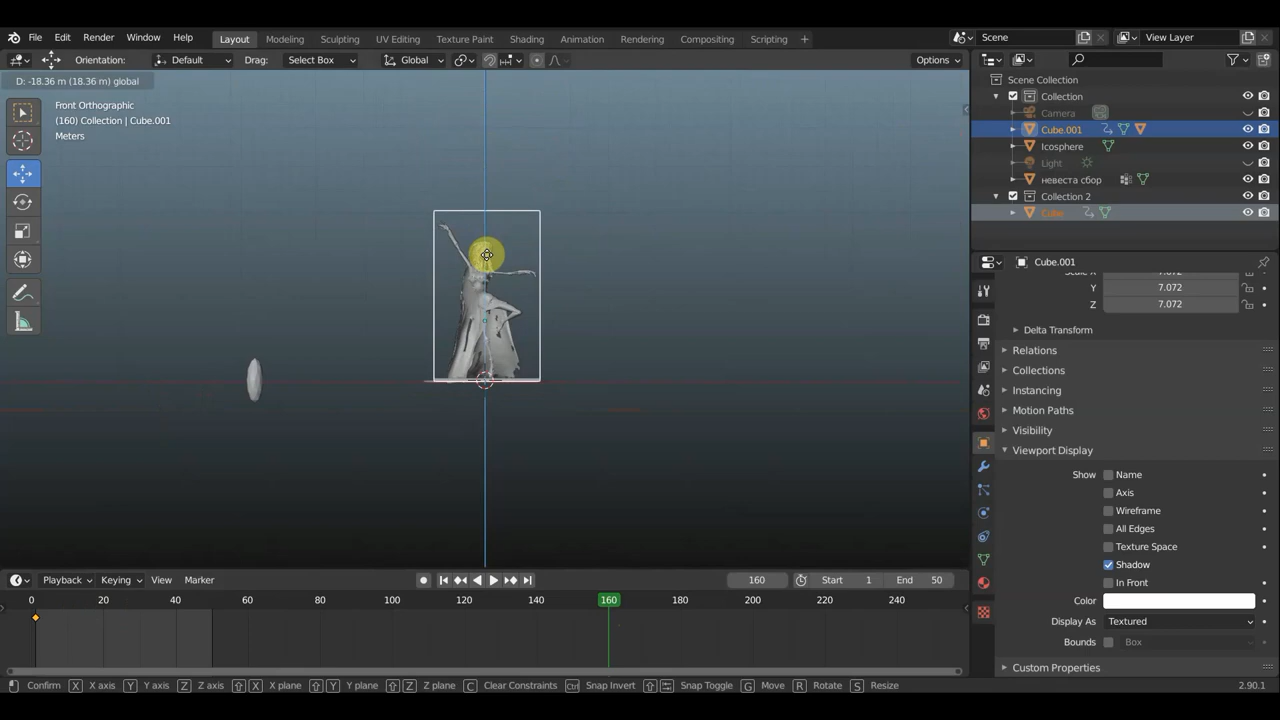 File Edit Render Window Help Layout Modeling Sculpting UV Editing Texture Paint Shading Animation Rendering Compositing Scripting + Scene View Layer
Orientation: Default Drag: Select Box Global Options
D: -18.36 m (18.36 m) global
Front Orthographic
(160) Collection | Cube.001
Meters
Scene Collection
Collection
Camera
Cube.001
Icosphere
Light
невеста сбор
Collection 2
Cube
Cube.001
Scale X 7.072
Y 7.072
Z 7.072
Delta Transform
Relations
Collections
Instancing
Motion Paths
Visibility
Viewport Display
Show Name
Axis
Wireframe
All Edges
Texture Space
Shadow
In Front
Color
Display As Textured
Bounds Box
Custom Properties
Playback Keying View Marker 160 Start 1 End 50
0 20 40 60 80 100 120 140 160 180 200 220 240
Confirm X X axis Y Y axis Z Z axis X X plane Y Y plane Z Z plane C Clear Constraints Ctrl Snap Invert Snap Toggle G Move R Rotate S Resize 2.90.1